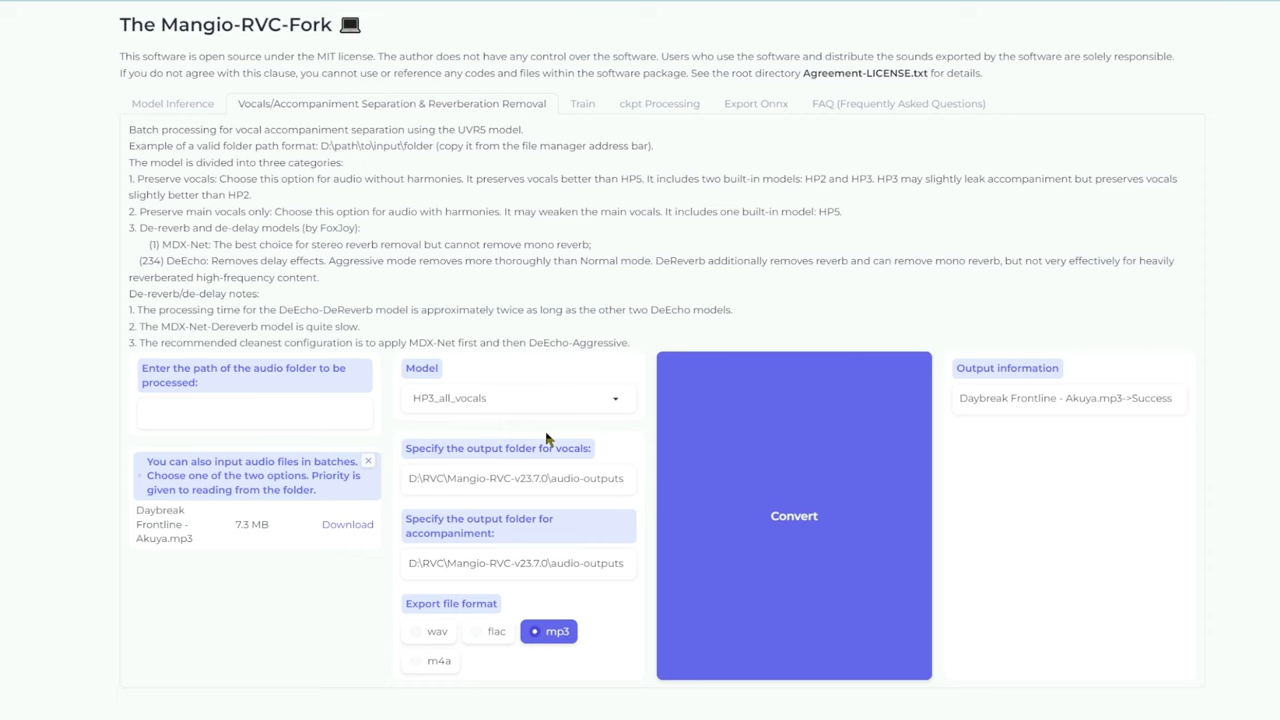 The Mangio-RVC-Fork 💻
This software is open source under the MIT license. The author does not have any control over the software. Users who use the software and distribute the sounds exported by the software are solely responsible.
If you do not agree with this clause, you cannot use or reference any codes and files within the software package. See the root directory Agreement-LICENSE.txt for details.
Model Inference
Vocals/Accompaniment Separation & Reverberation Removal
Train
ckpt Processing
Export Onnx
FAQ (Frequently Asked Questions)
Batch processing for vocal accompaniment separation using the UVR5 model.
Example of a valid folder path format: D:\path\to\input\folder (copy it from the file manager address bar).
The model is divided into three categories:
1. Preserve vocals: Choose this option for audio without harmonies. It preserves vocals better than HP5. It includes two built-in models: HP2 and HP3. HP3 may slightly leak accompaniment but preserves vocals
slightly better than HP2.
2. Preserve main vocals only: Choose this option for audio with harmonies. It may weaken the main vocals. It includes one built-in model: HP5.
3. De-reverb and de-delay models (by FoxJoy):
(1) MDX-Net: The best choice for stereo reverb removal but cannot remove mono reverb;
(234) DeEcho: Removes delay effects. Aggressive mode removes more thoroughly than Normal mode. DeReverb additionally removes reverb and can remove mono reverb, but not very effectively for heavily
reverberated high-frequency content.
De-reverb/de-delay notes:
1. The processing time for the DeEcho-DeReverb model is approximately twice as long as the other two DeEcho models.
2. The MDX-Net-Dereverb model is quite slow.
3. The recommended cleanest configuration is to apply MDX-Net first and then DeEcho-Aggressive.
Enter the path of the audio folder to be
processed:
You can also input audio files in batches.
Choose one of the two options. Priority is
given to reading from the folder.
Daybreak
Frontline -
Akuya.mp3
7.3 MB
Download
Model
HP3_all_vocals
Specify the output folder for vocals:
D:\RVC\Mangio-RVC-v23.7.0\audio-outputs
Specify the output folder for
accompaniment:
D:\RVC\Mangio-RVC-v23.7.0\audio-outputs
Export file format
wav
flac
mp3
m4a
Convert
Output information
Daybreak Frontline - Akuya.mp3->Success